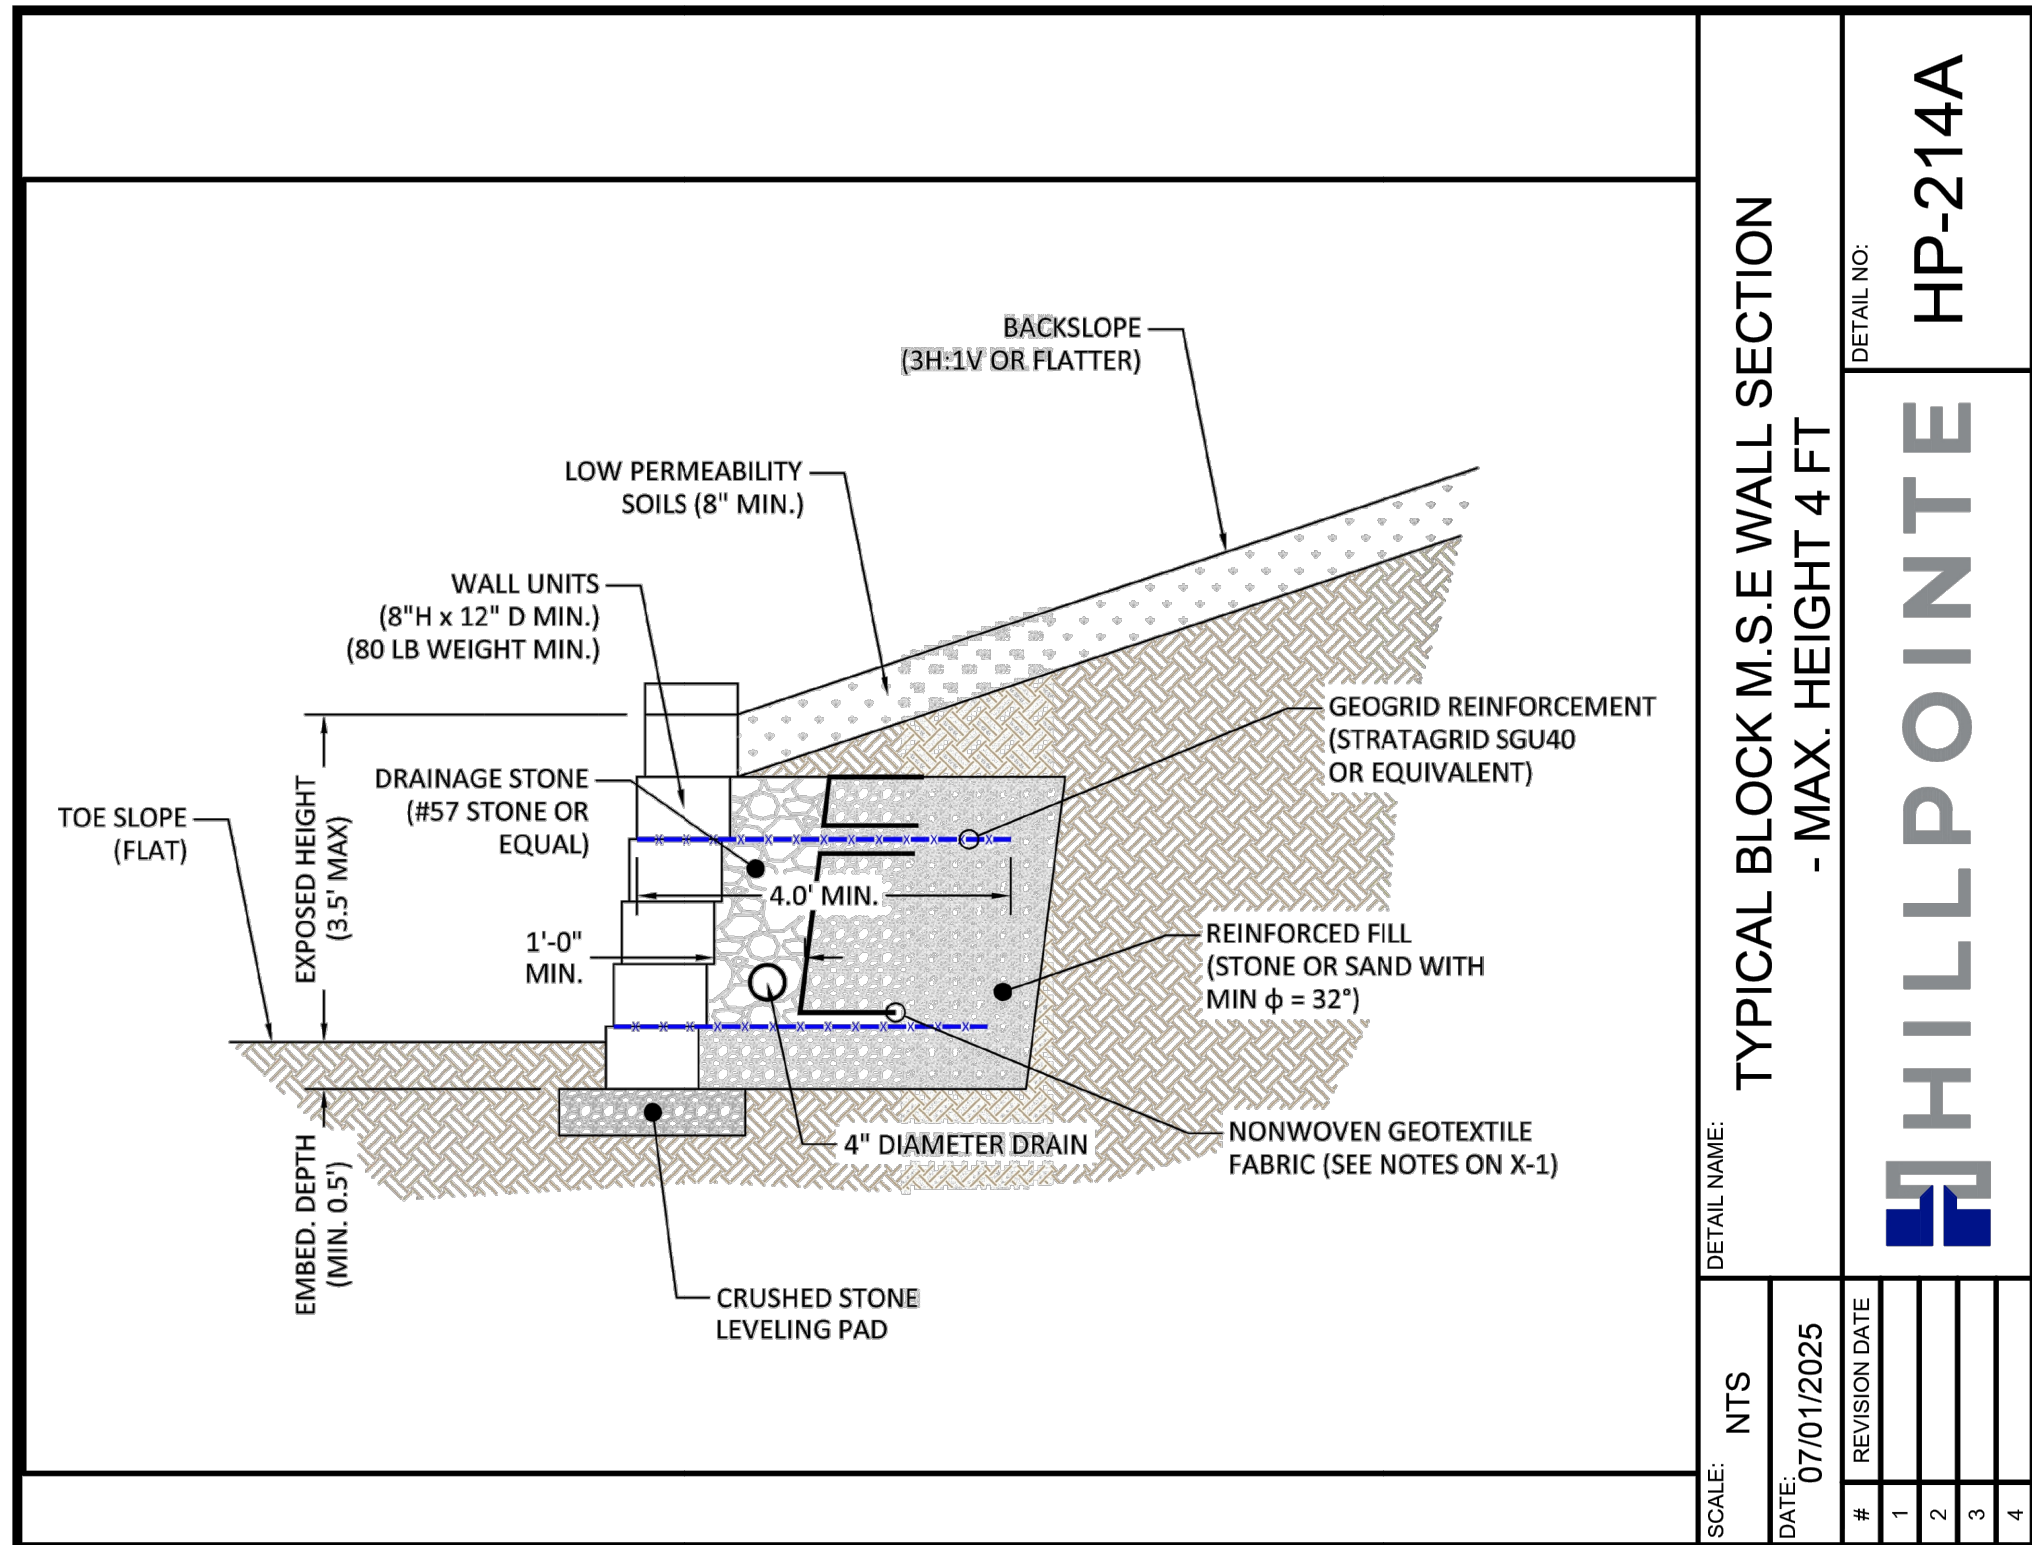 BACKSLOPE
(3H:1V OR FLATTER)
LOW PERMEABILITY
SOILS (8" MIN.)
WALL UNITS
(8"H x 12" D MIN.)
(80 LB WEIGHT MIN.)
GEOGRID REINFORCEMENT
(STRATAGRID SGU40
OR EQUIVALENT)
DRAINAGE STONE
(#57 STONE OR
EQUAL)
TOE SLOPE
(FLAT)
EXPOSED HEIGHT
(3.5' MAX)
4.0' MIN.
1'-0"
MIN.
REINFORCED FILL
(STONE OR SAND WITH
MIN ϕ = 32°)
4" DIAMETER DRAIN
NONWOVEN GEOTEXTILE
FABRIC (SEE NOTES ON X-1)
EMBED. DEPTH
(MIN. 0.5')
CRUSHED STONE
LEVELING PAD
SCALE:
NTS
DATE:
07/01/2025
DETAIL NAME:
TYPICAL BLOCK M.S.E WALL SECTION
- MAX. HEIGHT 4 FT
# REVISION DATE
1
2
3
4
HILLPOINTE
DETAIL NO:
HP-214A